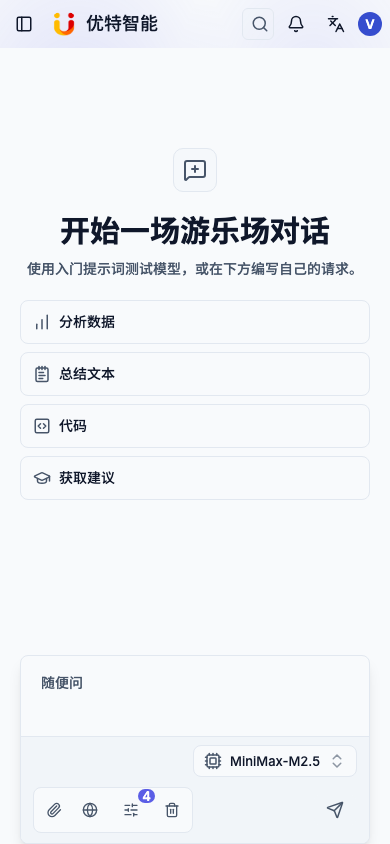 优特智能
V
开始一场游乐场对话
使用入门提示词测试模型，或在下方编写自己的请求。
分析数据
总结文本
代码
获取建议
随便问
MiniMax-M2.5
4